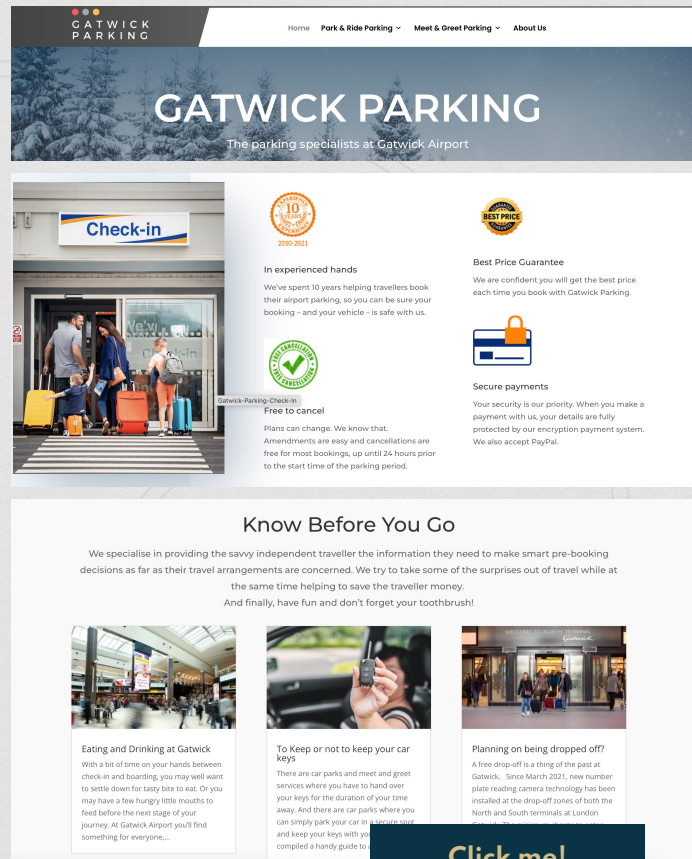 GATWICK
PARKING
Home Park & Ride Parking Meet & Greet Parking About Us
GATWICK PARKING
The parking specialists at Gatwick Airport
Check-in
EXPERIENCE
10
YEARS
EXPERIENCE
2010-2021
In experienced hands
We've spent 10 years helping travellers book
their airport parking, so you can be sure your
booking – and your vehicle – is safe with us.
GUARANTEE
BEST PRICE
GUARANTEE
Best Price Guarantee
We are confident you will get the best price
each time you book with Gatwick Parking.
FREE CANCELLATION
FREE CANCELLATION
Gatwick-Parking-Check-In
Free to cancel
Plans can change. We know that.
Amendments are easy and cancellations are
free for most bookings, up until 24 hours prior
to the start time of the parking period.
Secure payments
Your security is our priority. When you make a
payment with us, your details are fully
protected by our encryption payment system.
We also accept PayPal.
Know Before You Go
We specialise in providing the savvy independent traveller the information they need to make smart pre-booking
decisions as far as their travel arrangements are concerned. We try to take some of the surprises out of travel while at
the same time helping to save the traveller money.
And finally, have fun and don't forget your toothbrush!
Eating and Drinking at Gatwick
With a bit of time on your hands between
check-in and boarding, you may well want
to settle down for tasty bite to eat. Or you
may have a few hungry little mouths to
feed before the next stage of your
journey. At Gatwick Airport you'll find
something for everyone,...
To Keep or not to keep your car
keys
There are car parks and meet and greet
services where you have to hand over
your keys for the duration of your time
away. And there are car parks where you
can simply park your car in a secure spot
and keep your keys with you
compiled a handy guide to
WELCOME TO NORTH TERMINAL
Gatwick
Planning on being dropped off?
A free drop-off is a thing of the past at
Gatwick. Since March 2021, new number
plate reading camera technology has been
installed at the drop-off zones of both the
North and South terminals at London
Click me!